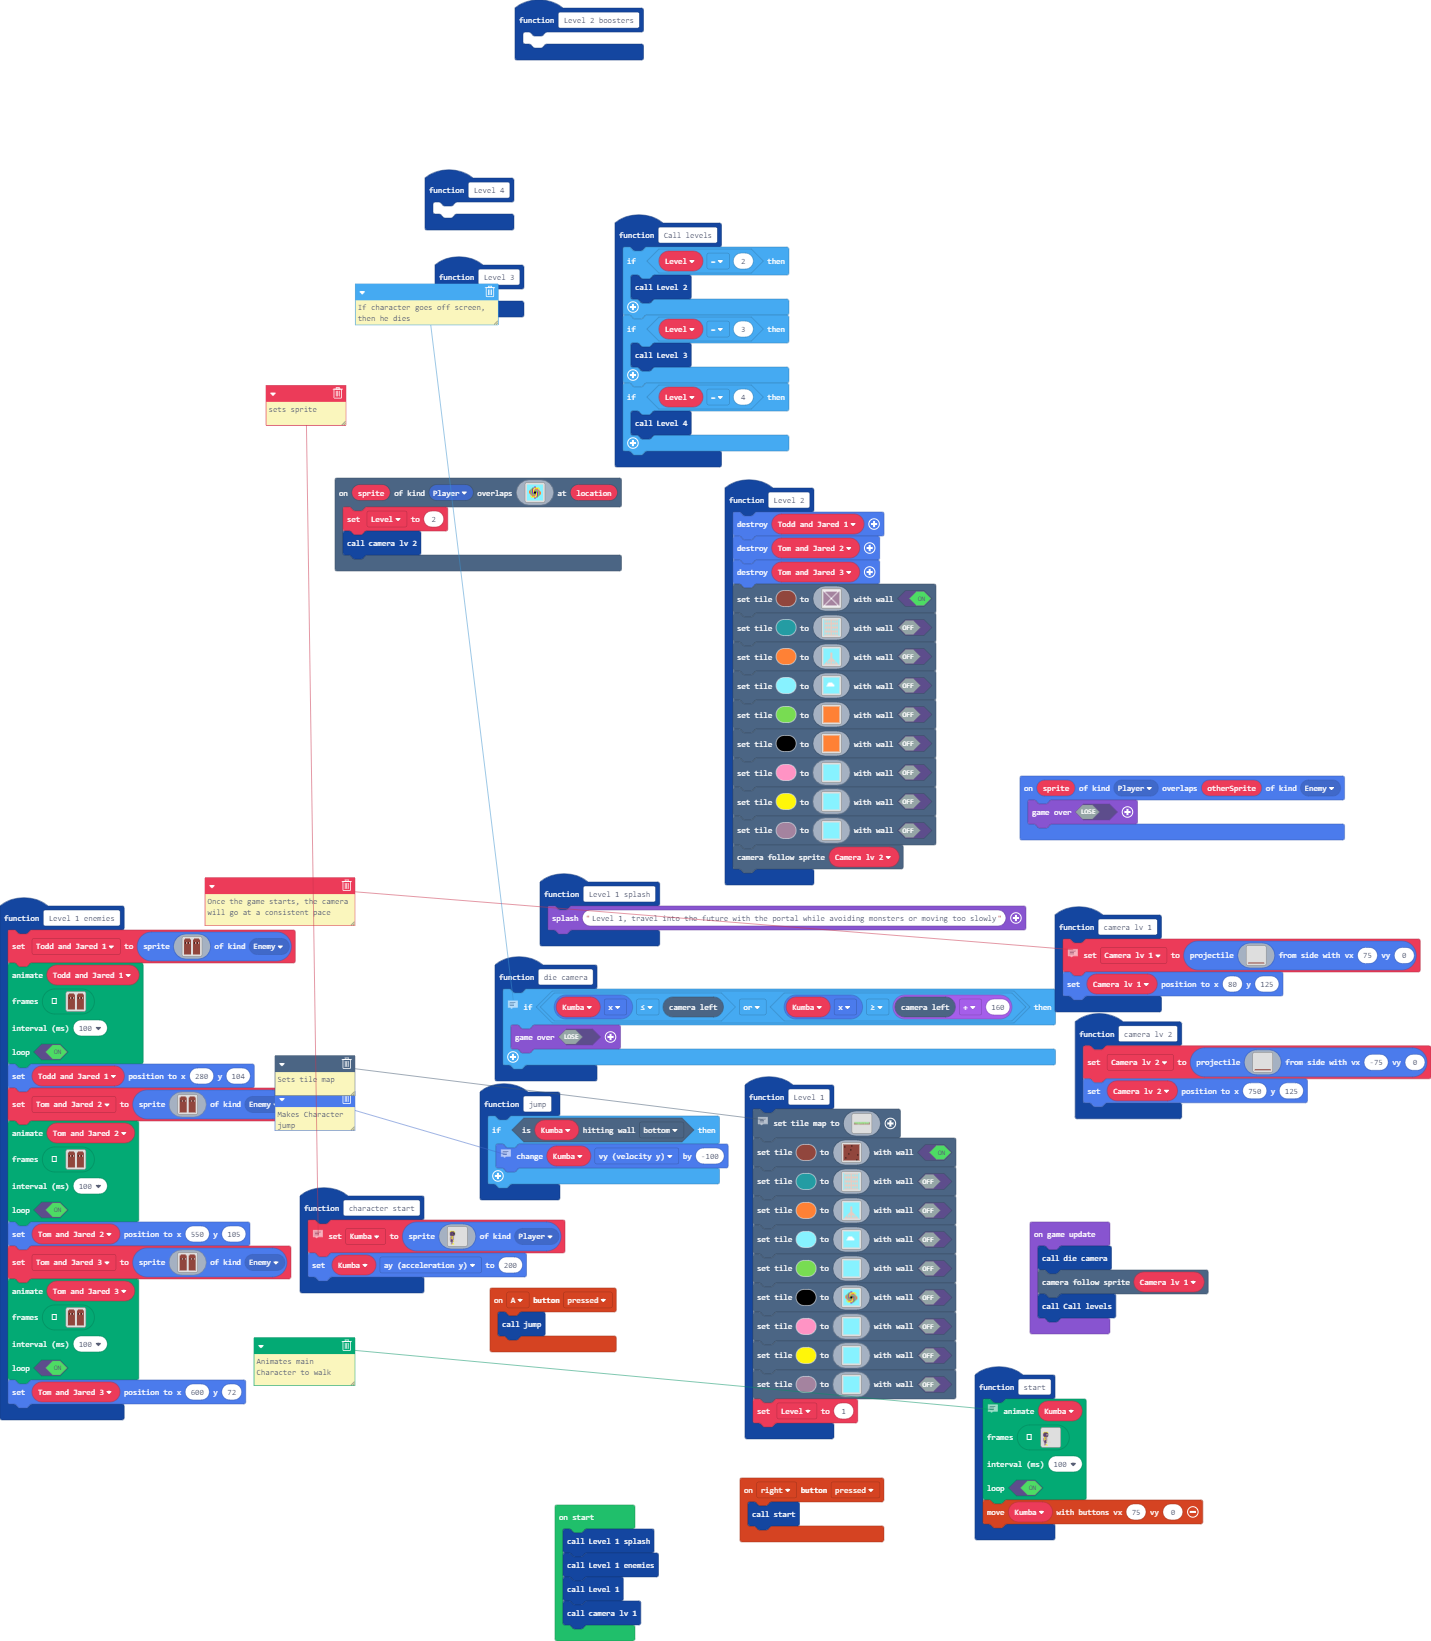 function Level 2 boosters
function Level 4
function Call levels
if Level = 2 then
call Level 2
if Level = 3 then
call Level 3
if Level = 4 then
call Level 4
function Level 3
If character goes off screen,
then he dies
sets sprite
on sprite of kind Player overlaps at location
set Level to 2
call camera lv 2
function Level 2
destroy Todd and Jared 1
destroy Tom and Jared 2
destroy Tom and Jared 3
set tile to with wall ON
set tile to with wall OFF
set tile to with wall OFF
set tile to with wall OFF
set tile to with wall OFF
set tile to with wall OFF
set tile to with wall OFF
set tile to with wall OFF
set tile to with wall OFF
camera follow sprite Camera lv 2
on sprite of kind Player overlaps otherSprite of kind Enemy
game over LOSE
Once the game starts, the camera
will go at a consistent pace
function Level 1 splash
splash "Level 1, travel into the future with the portal while avoiding monsters or moving too slowly"
function Level 1 enemies
set Todd and Jared 1 to sprite of kind Enemy
animate Todd and Jared 1
frames
interval (ms) 100
loop ON
set Todd and Jared 1 position to x 280 y 104
set Tom and Jared 2 to sprite of kind Enemy
animate Tom and Jared 2
frames
interval (ms) 100
loop ON
set Tom and Jared 2 position to x 550 y 105
set Tom and Jared 3 to sprite of kind Enemy
animate Tom and Jared 3
frames
interval (ms) 100
loop ON
set Tom and Jared 3 position to x 600 y 72
function camera lv 1
set Camera lv 1 to projectile from side with vx 75 vy 0
set Camera lv 1 position to x 80 y 125
function die camera
if Kumba x ≤ camera left or Kumba x ≥ camera left + 160 then
game over LOSE
function camera lv 2
set Camera lv 2 to projectile from side with vx -75 vy 0
set Camera lv 2 position to x 750 y 125
Sets tile map
Makes Character
jump
function jump
if is Kumba hitting wall bottom then
change Kumba vy (velocity y) by -100
function Level 1
set tile map to
set tile to with wall ON
set tile to with wall OFF
set tile to with wall OFF
set tile to with wall OFF
set tile to with wall OFF
set tile to with wall OFF
set tile to with wall OFF
set tile to with wall OFF
set tile to with wall OFF
set Level to 1
function character start
set Kumba to sprite of kind Player
set Kumba ay (acceleration y) to 200
on A button pressed
call jump
on game update
call die camera
camera follow sprite Camera lv 1
call Call levels
Animates main
Character to walk
function start
animate Kumba
frames
interval (ms) 100
loop ON
move Kumba with buttons vx 75 vy 0
on right button pressed
call start
on start
call Level 1 splash
call Level 1 enemies
call Level 1
call camera lv 1